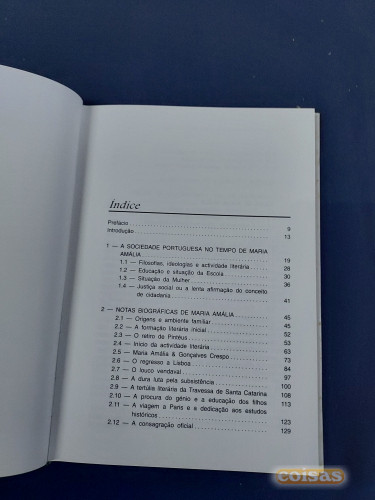 Índice
Prefácio 9
Introdução 13
1 — A SOCIEDADE PORTUGUESA NO TEMPO DE MARIA
AMÁLIA 19
1.1 — Filosofias, ideologias e actividade literária 28
1.2 — Educação e situação da Escola 30
1.3 — Situação da Mulher 36
1.4 — Justiça social ou a lenta afirmação do conceito
de cidadania 41
2 — NOTAS BIOGRÁFICAS DE MARIA AMÁLIA 45
2.1 — Origens e ambiente familiar 45
2.2 — A formação literária inicial 52
2.3 — O retiro de Pinteus 53
2.4 — Início da actividade literária 63
2.5 — Maria Amália & Gonçalves Crespo 73
2.6 — O regresso a Lisboa 84
2.7 — O louco vendaval 97
2.8 — A dura luta pela subsistência 100
2.9 — A tertúlia literária da Travessa de Santa Catarina 108
2.10 — A procura do génio e a educação dos filhos 113
2.11 — A viagem a Paris e a dedicação aos estudos
históricos 123
2.12 — A consagração oficial 129
coisas